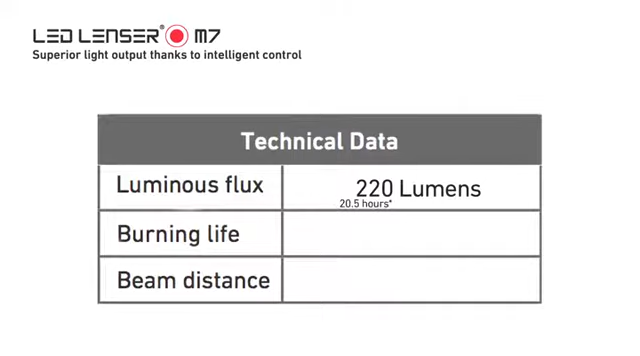 LED LENSER® M7
Superior light output thanks to intelligent control
Technical Data
Luminous flux 220 Lumens
20.5 hours*
Burning life
Beam distance